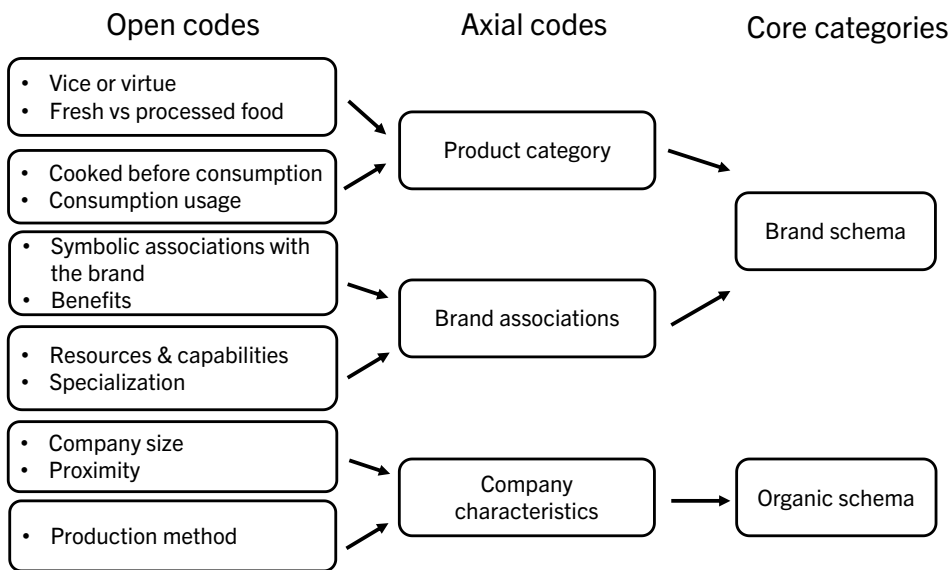 Open codes
Axial codes
Core categories
• Vice or virtue
• Fresh vs processed food
• Cooked before consumption
• Consumption usage
• Symbolic associations with
the brand
• Benefits
• Resources & capabilities
• Specialization
• Company size
• Proximity
• Production method
Product category
Brand associations
Company
characteristics
Brand schema
Organic schema